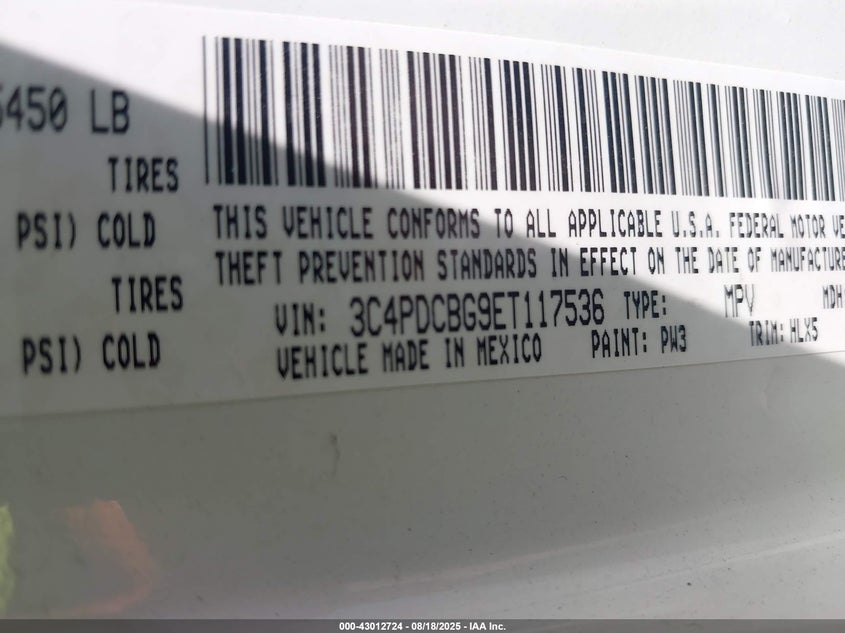 5450 LB
TIRES
PSI) COLD
TIRES
PSI) COLD
THIS VEHICLE CONFORMS TO ALL APPLICABLE U.S.A. FEDERAL MOTOR VE
THEFT PREVENTION STANDARDS IN EFFECT ON THE DATE OF MANUFACTURE
VIN: 3C4PDCBG9ET117536 TYPE: MPV MDH
VEHICLE MADE IN MEXICO PAINT: PW3 TRIM: HLX5
000-43012724 - 08/18/2025 - IAA Inc.